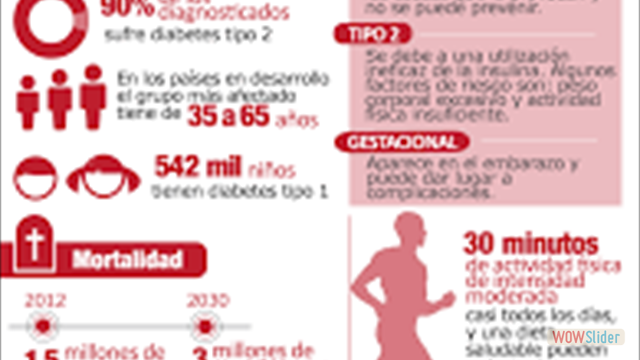 90%
diagnosticados
sufre diabetes tipo 2
En los países en desarrollo
el grupo más afectado
tiene de 35 a 65 años
542 mil niños
tienen diabetes tipo 1
Mortalidad
2012 2030
1.5 millones de 3 millones de
no se puede prevenir.
TIPO 2
Se debe a una utilización
ineficaz de la insulina. Algunos
factores de riesgo son: peso
corporal excesivo y actividad
física insuficiente.
GESTACIONAL
Aparece en el embarazo y
puede dar lugar a
complicaciones.
30 minutos
de actividad física
de intensidad
moderada
casi todos los días,
y una dieta
saludable pueden
WOWSlider